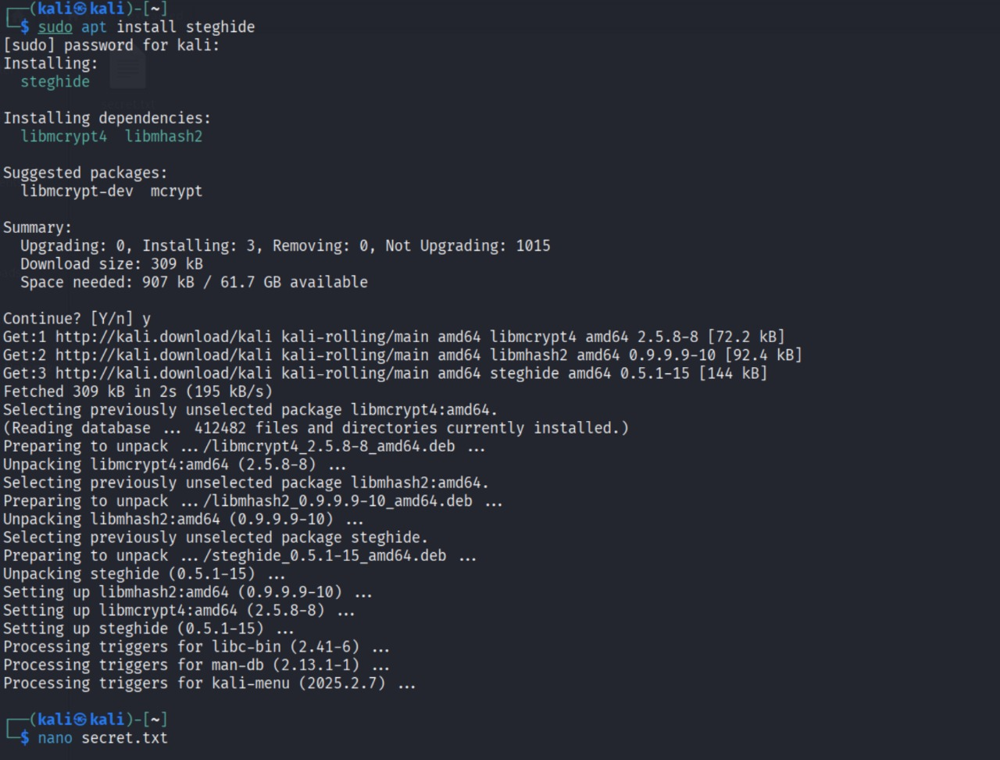 ┌──(kali㉿kali)-[~]
└─$ sudo apt install steghide
[sudo] password for kali:
Installing:
  steghide

Installing dependencies:
  libmcrypt4  libmhash2

Suggested packages:
  libmcrypt-dev  mcrypt

Summary:
  Upgrading: 0, Installing: 3, Removing: 0, Not Upgrading: 1015
  Download size: 309 kB
  Space needed: 907 kB / 61.7 GB available

Continue? [Y/n] y
Get:1 http://kali.download/kali kali-rolling/main amd64 libmcrypt4 amd64 2.5.8-8 [72.2 kB]
Get:2 http://kali.download/kali kali-rolling/main amd64 libmhash2 amd64 0.9.9.9-10 [92.4 kB]
Get:3 http://kali.download/kali kali-rolling/main amd64 steghide amd64 0.5.1-15 [144 kB]
Fetched 309 kB in 2s (195 kB/s)
Selecting previously unselected package libmcrypt4:amd64.
(Reading database ... 412482 files and directories currently installed.)
Preparing to unpack .../libmcrypt4_2.5.8-8_amd64.deb ...
Unpacking libmcrypt4:amd64 (2.5.8-8) ...
Selecting previously unselected package libmhash2:amd64.
Preparing to unpack .../libmhash2_0.9.9.9-10_amd64.deb ...
Unpacking libmhash2:amd64 (0.9.9.9-10) ...
Selecting previously unselected package steghide.
Preparing to unpack .../steghide_0.5.1-15_amd64.deb ...
Unpacking steghide (0.5.1-15) ...
Setting up libmhash2:amd64 (0.9.9.9-10) ...
Setting up libmcrypt4:amd64 (2.5.8-8) ...
Setting up steghide (0.5.1-15) ...
Processing triggers for libc-bin (2.41-6) ...
Processing triggers for man-db (2.13.1-1) ...
Processing triggers for kali-menu (2025.2.7) ...

┌──(kali㉿kali)-[~]
└─$ nano secret.txt